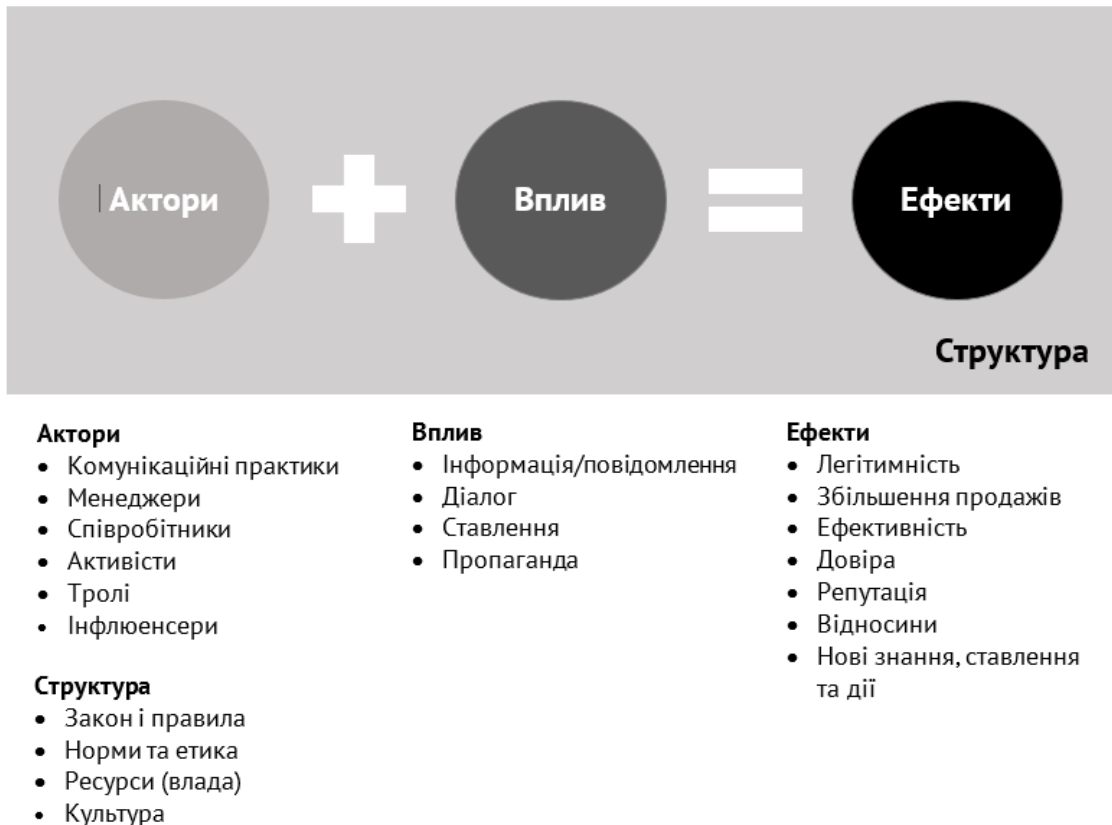 Актори
Вплив
Ефекти
Структура
Актори
• Комунікаційні практики
• Менеджери
• Співробітники
• Активісти
• Тролі
• Інфлюенсери
Структура
• Закон і правила
• Норми та етика
• Ресурси (влада)
• Культура
Вплив
• Інформація/повідомлення
• Діалог
• Ставлення
• Пропаганда
Ефекти
• Легітимність
• Збільшення продажів
• Ефективність
• Довіра
• Репутація
• Відносини
• Нові знання, ставлення
та дії